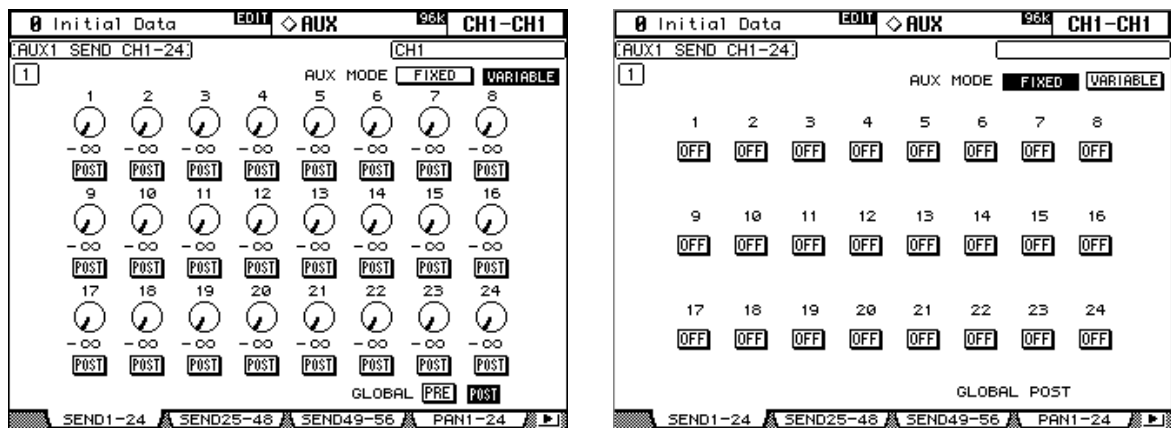 0 Initial Data EDIT ◇AUX 96k CH1-CH1
AUX1 SEND CH1-24 CH1
1 AUX MODE FIXED VARIABLE
1 2 3 4 5 6 7 8
-∞ -∞ -∞ -∞ -∞ -∞ -∞ -∞
POST POST POST POST POST POST POST POST
9 10 11 12 13 14 15 16
-∞ -∞ -∞ -∞ -∞ -∞ -∞ -∞
POST POST POST POST POST POST POST POST
17 18 19 20 21 22 23 24
-∞ -∞ -∞ -∞ -∞ -∞ -∞ -∞
POST POST POST POST POST POST POST POST
GLOBAL PRE POST
SEND1-24 SEND25-48 SEND49-56 PAN1-24
0 Initial Data EDIT ◇AUX 96k CH1-CH1
AUX1 SEND CH1-24
1 AUX MODE FIXED VARIABLE
1 2 3 4 5 6 7 8
OFF OFF OFF OFF OFF OFF OFF OFF
9 10 11 12 13 14 15 16
OFF OFF OFF OFF OFF OFF OFF OFF
17 18 19 20 21 22 23 24
OFF OFF OFF OFF OFF OFF OFF OFF
GLOBAL POST
SEND1-24 SEND25-48 SEND49-56 PAN1-24